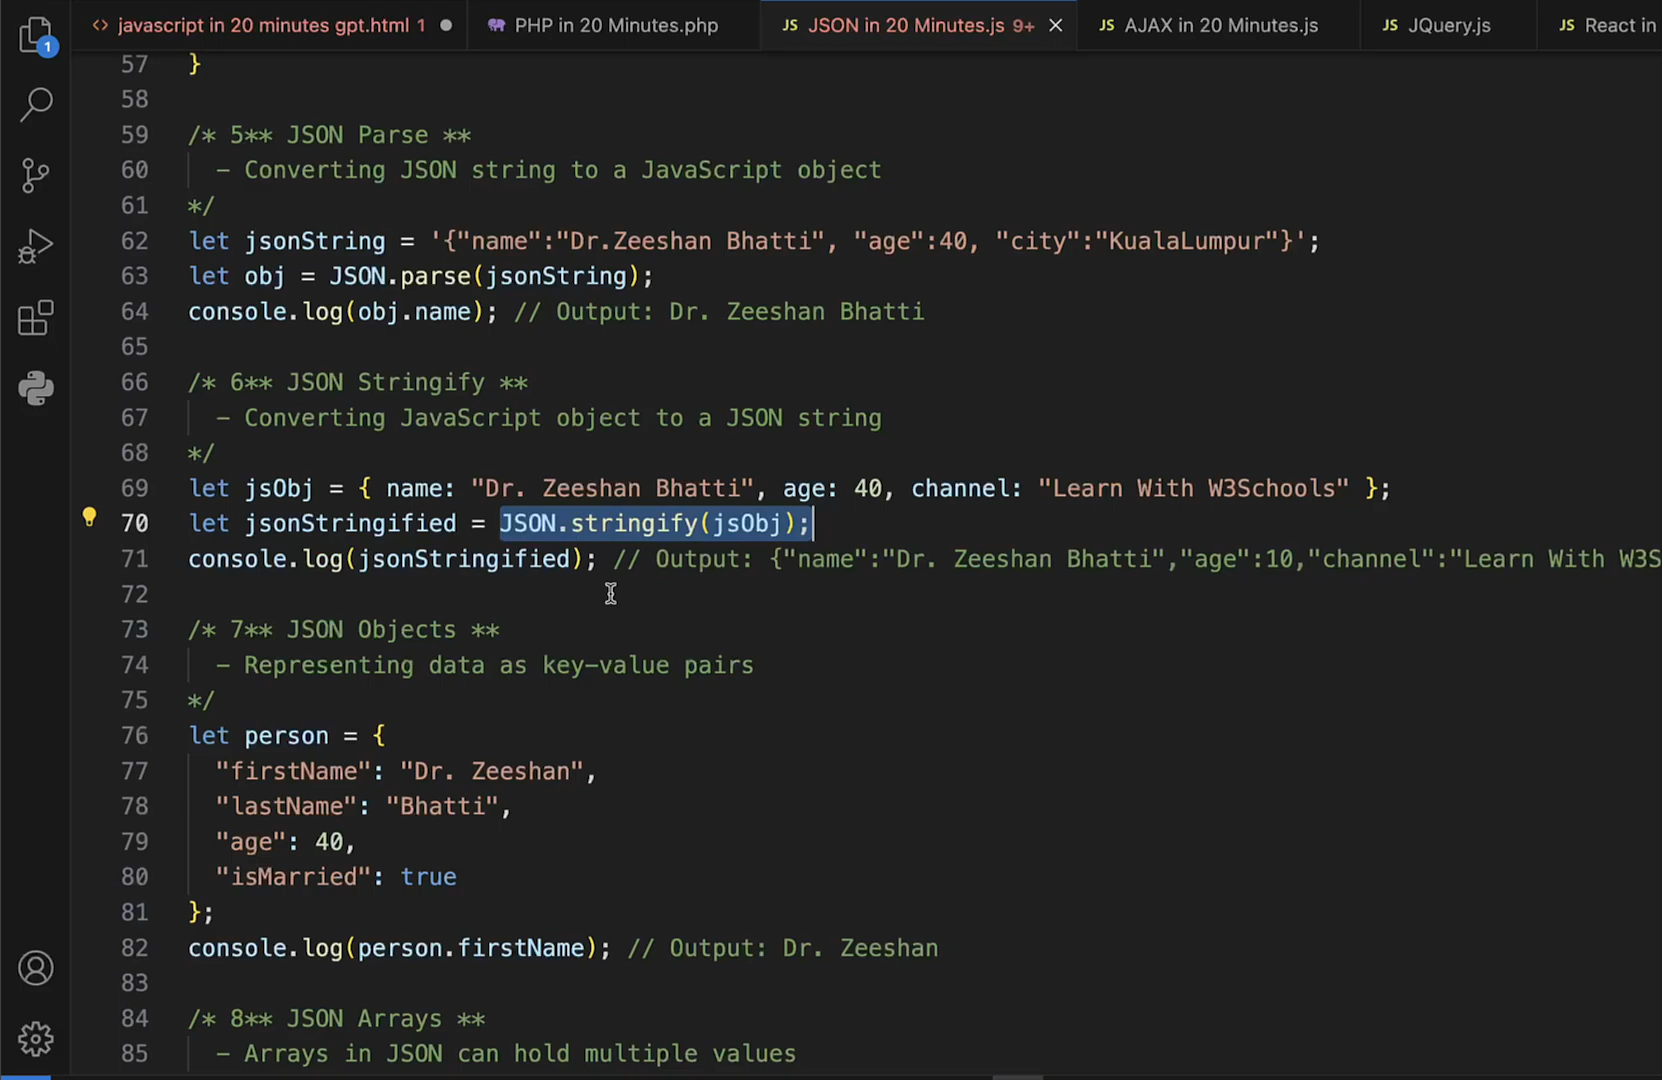 javascript in 20 minutes gpt.html 1
PHP in 20 Minutes.php
JS JSON in 20 Minutes.js 9+
JS AJAX in 20 Minutes.js
JS JQuery.js
JS React in
1
57 }
58
59 /* 5** JSON Parse **
60 - Converting JSON string to a JavaScript object
61 */
62 let jsonString = '{"name":"Dr.Zeeshan Bhatti", "age":40, "city":"KualaLumpur"}';
63 let obj = JSON.parse(jsonString);
64 console.log(obj.name); // Output: Dr. Zeeshan Bhatti
65
66 /* 6** JSON Stringify **
67 - Converting JavaScript object to a JSON string
68 */
69 let jsObj = { name: "Dr. Zeeshan Bhatti", age: 40, channel: "Learn With W3Schools" };
70 let jsonStringified = JSON.stringify(jsObj);
71 console.log(jsonStringified); // Output: {"name":"Dr. Zeeshan Bhatti","age":10,"channel":"Learn With W3S
72
73 /* 7** JSON Objects **
74 - Representing data as key-value pairs
75 */
76 let person = {
77 "firstName": "Dr. Zeeshan",
78 "lastName": "Bhatti",
79 "age": 40,
80 "isMarried": true
81 };
82 console.log(person.firstName); // Output: Dr. Zeeshan
83
84 /* 8** JSON Arrays **
85 - Arrays in JSON can hold multiple values